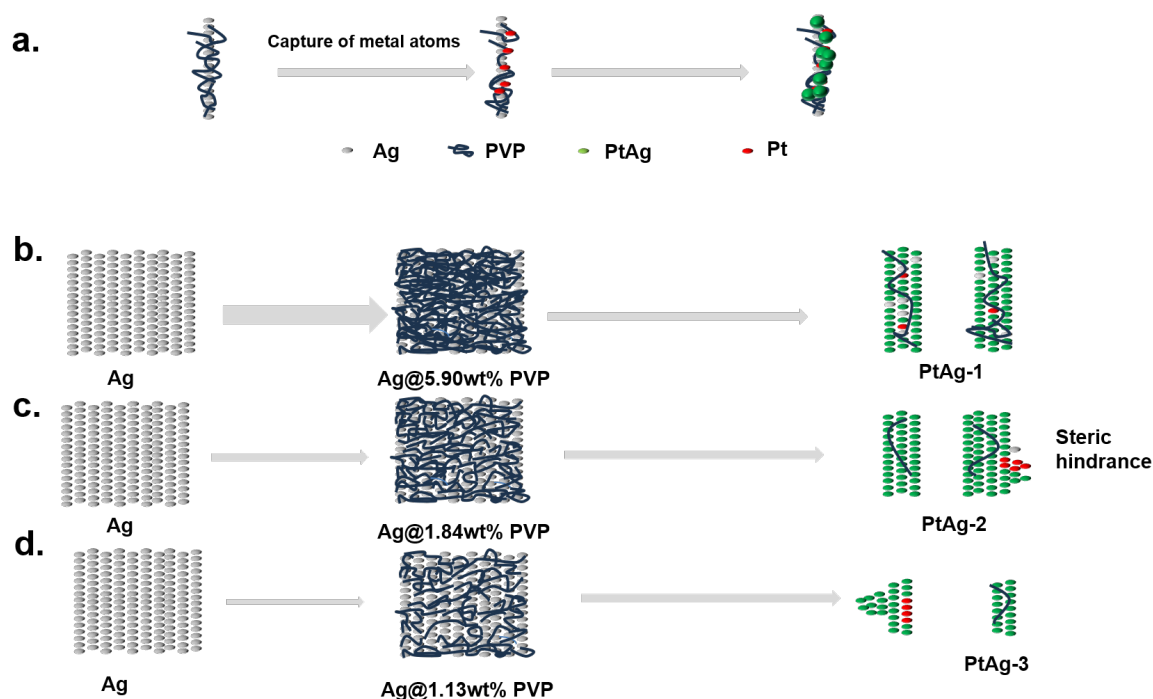 a.
Capture of metal atoms
Ag
PVP
PtAg
Pt
b.
Ag
Ag@5.90wt% PVP
PtAg-1
c.
Ag
Ag@1.84wt% PVP
PtAg-2
Steric
hindrance
d.
Ag
Ag@1.13wt% PVP
PtAg-3